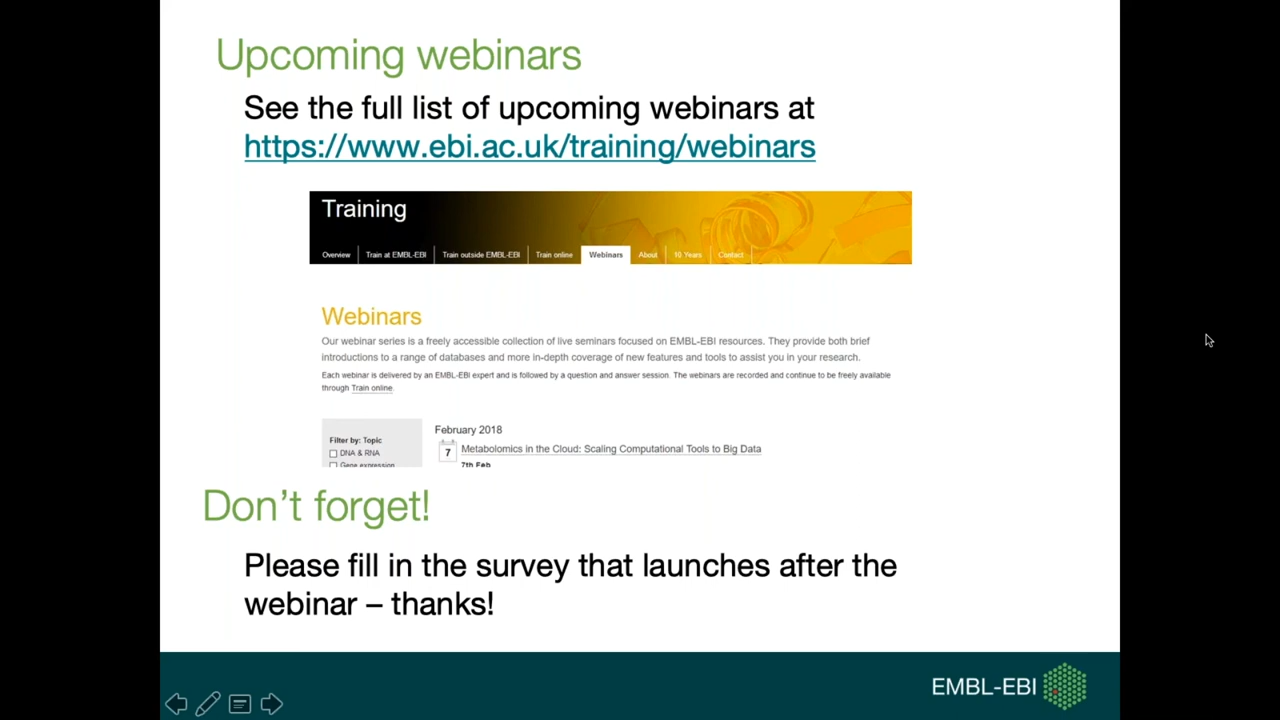 Upcoming webinars
See the full list of upcoming webinars at
https://www.ebi.ac.uk/training/webinars
Training
Overview Train at EMBL-EBI Train outside EMBL-EBI Train online Webinars About 10 Years Contact
Webinars
Our webinar series is a freely accessible collection of live seminars focused on EMBL-EBI resources. They provide both brief
introductions to a range of databases and more in-depth coverage of new features and tools to assist you in your research.
Each webinar is delivered by an EMBL-EBI expert and is followed by a question and answer session. The webinars are recorded and continue to be freely available
through Train online.
Filter by: Topic
DNA & RNA
Gene expression
February 2018
7 Metabolomics in the Cloud: Scaling Computational Tools to Big Data
7th Feb
Don’t forget!
Please fill in the survey that launches after the
webinar – thanks!
EMBL-EBI